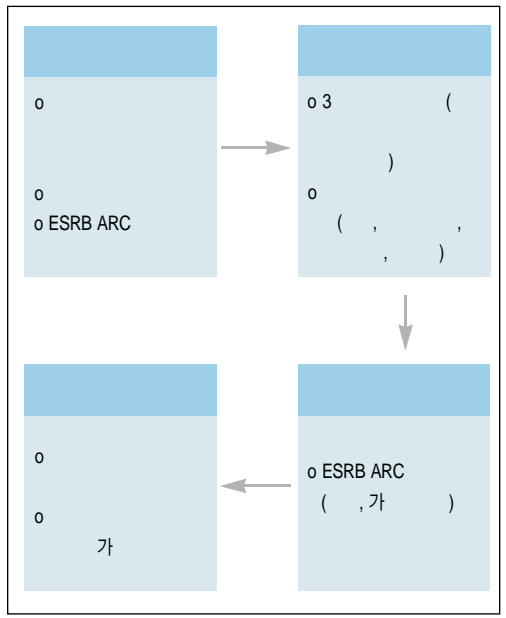 o
o
o ESRB ARC
o 3 (
)
o
( , ,
, )
o ESRB ARC
( , 가 )
o
o
가